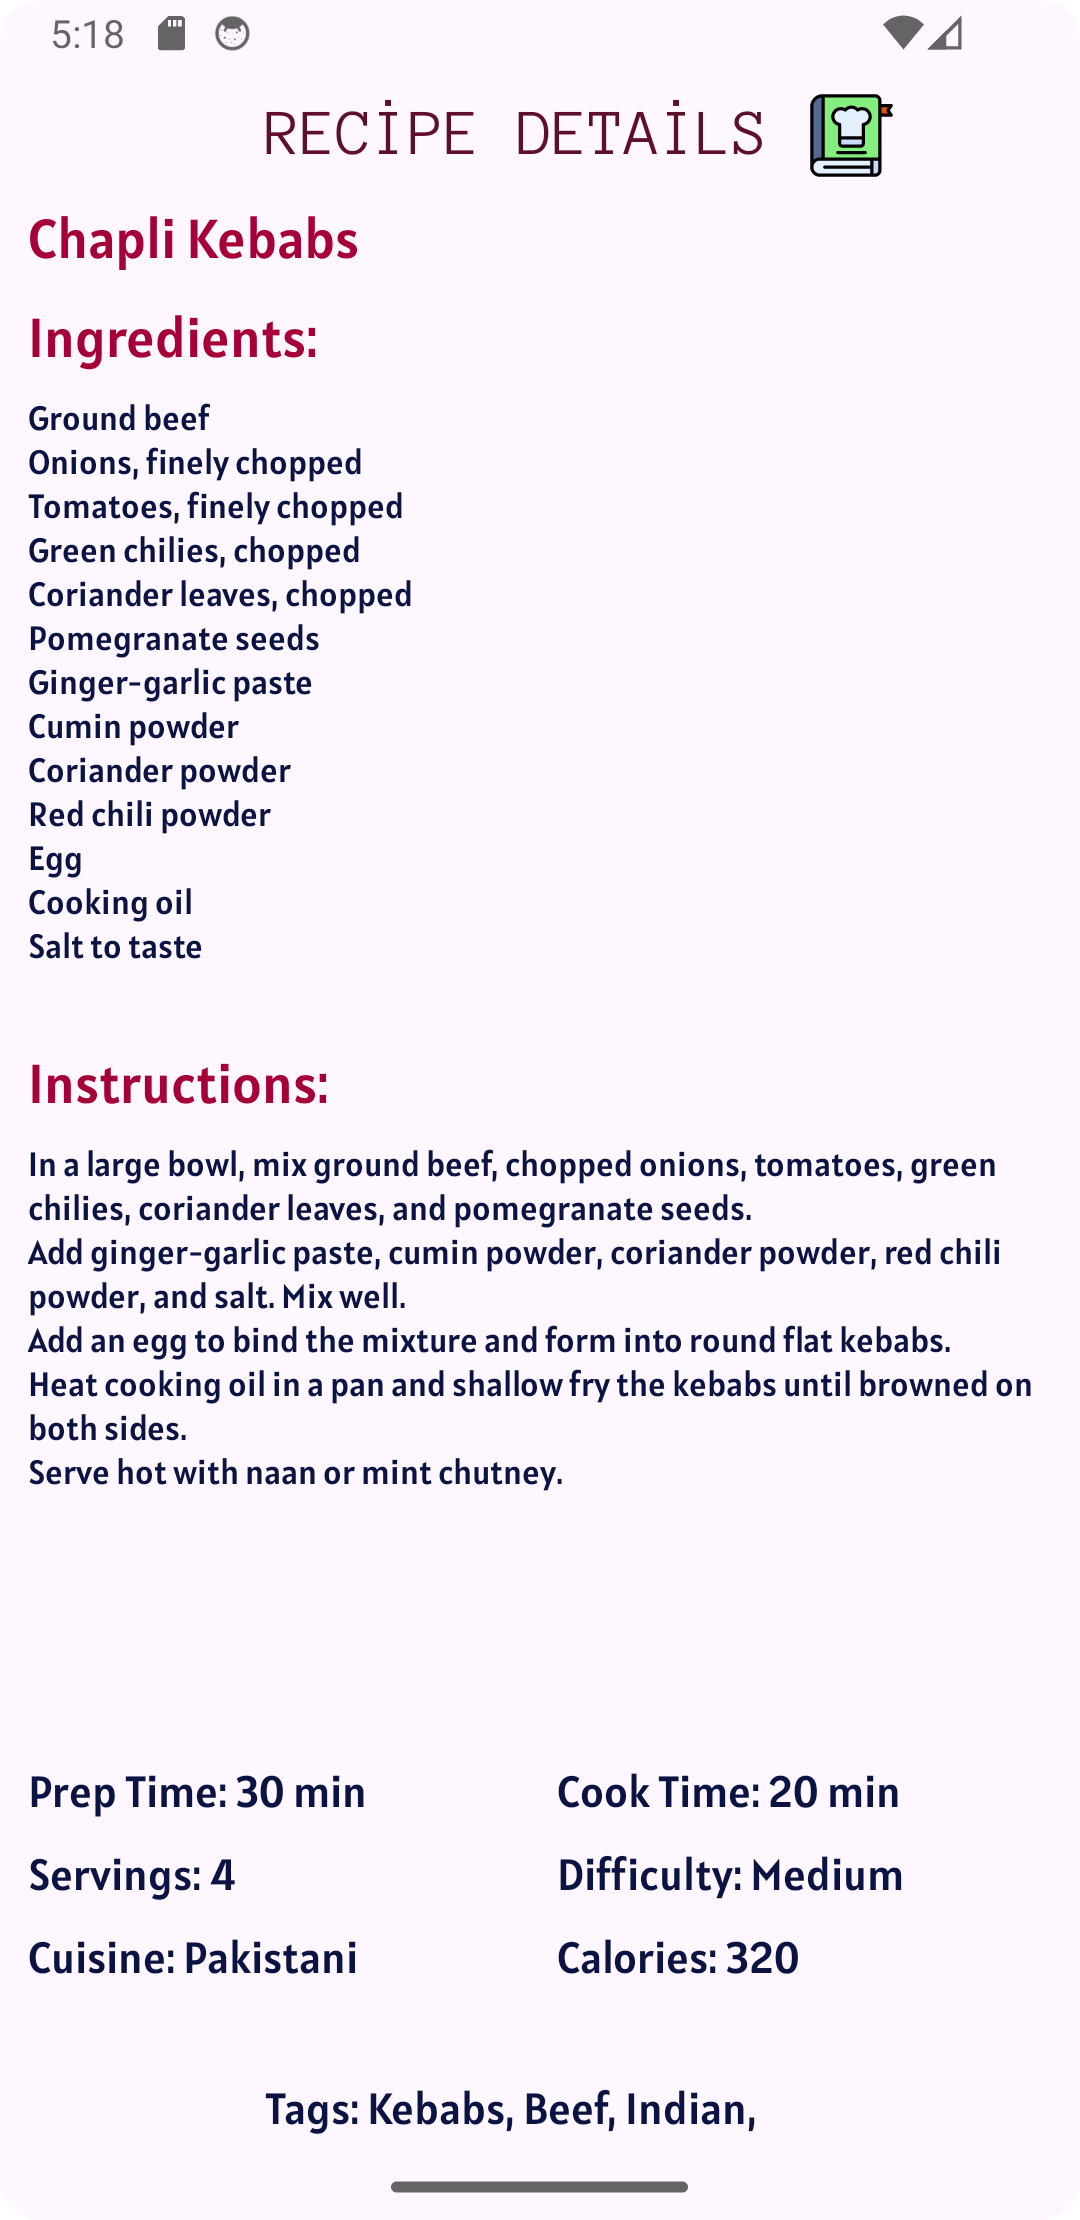 5:18
RECİPE DETAİLS
Chapli Kebabs
Ingredients:
Ground beef
Onions, finely chopped
Tomatoes, finely chopped
Green chilies, chopped
Coriander leaves, chopped
Pomegranate seeds
Ginger-garlic paste
Cumin powder
Coriander powder
Red chili powder
Egg
Cooking oil
Salt to taste
Instructions:
In a large bowl, mix ground beef, chopped onions, tomatoes, green
chilies, coriander leaves, and pomegranate seeds.
Add ginger-garlic paste, cumin powder, coriander powder, red chili
powder, and salt. Mix well.
Add an egg to bind the mixture and form into round flat kebabs.
Heat cooking oil in a pan and shallow fry the kebabs until browned on
both sides.
Serve hot with naan or mint chutney.
Prep Time: 30 min Cook Time: 20 min
Servings: 4 Difficulty: Medium
Cuisine: Pakistani Calories: 320
Tags: Kebabs, Beef, Indian,